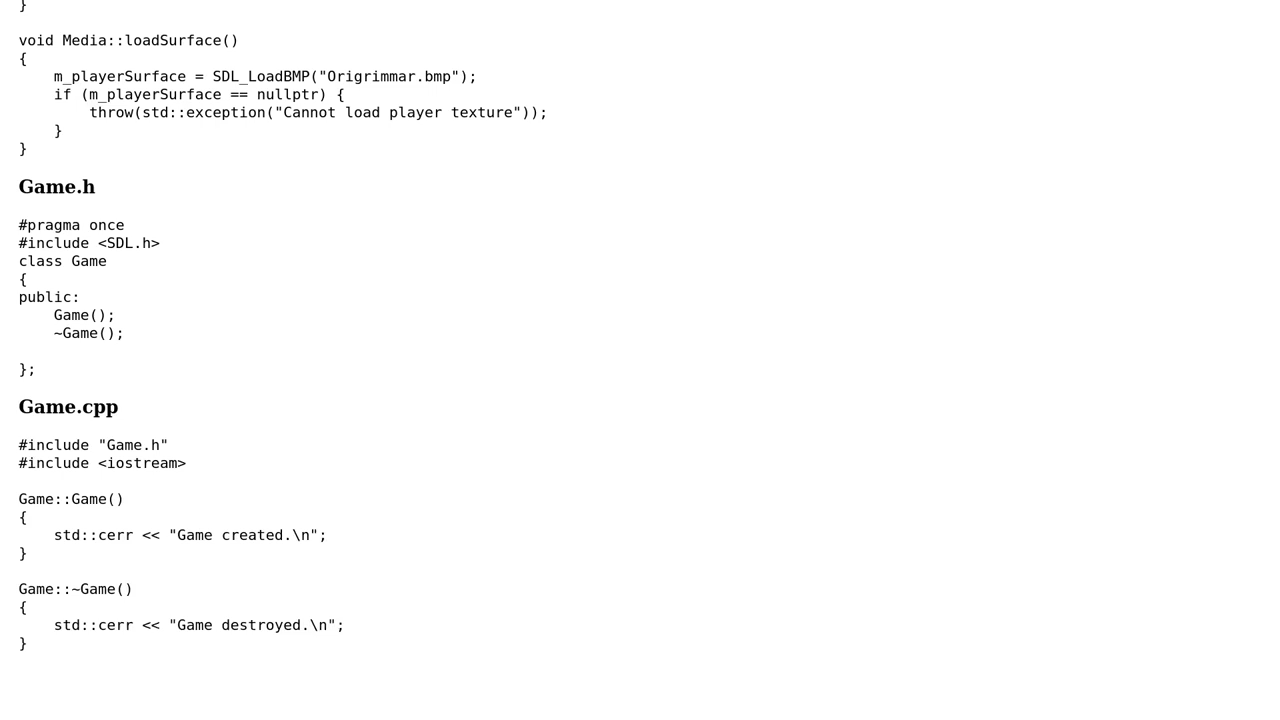 }
void Media::loadSurface()
{
    m_playerSurface = SDL_LoadBMP("Origrimmar.bmp");
    if (m_playerSurface == nullptr) {
        throw(std::exception("Cannot load player texture"));
    }
}
Game.h
#pragma once
#include <SDL.h>
class Game
{
public:
    Game();
    ~Game();
};
Game.cpp
#include "Game.h"
#include <iostream>
Game::Game()
{
    std::cerr << "Game created.\n";
}
Game::~Game()
{
    std::cerr << "Game destroyed.\n";
}